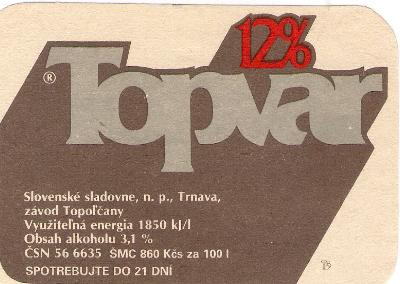 12%
® Topvar
Slovenské sladovne, n. p., Trnava,
závod Topoľčany
Využiteľná energia 1850 kJ/l
Obsah alkoholu 3,1 %
ČSN 56 6635 ŠMC 860 Kčs za 100 l
SPOTREBUJTE DO 21 DNÍ